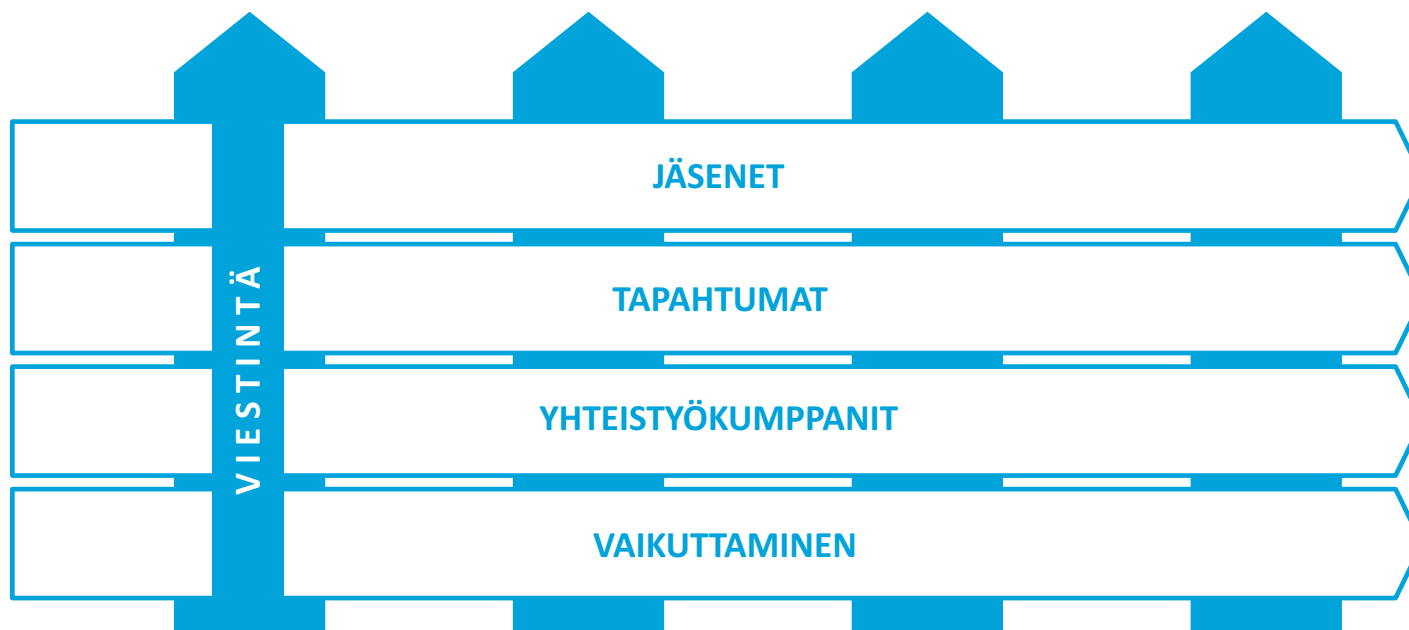 JÄSENET
TAPAHTUMAT
YHTEISTYÖKUMPPANIT
VAIKUTTAMINEN
VIESTINTÄ